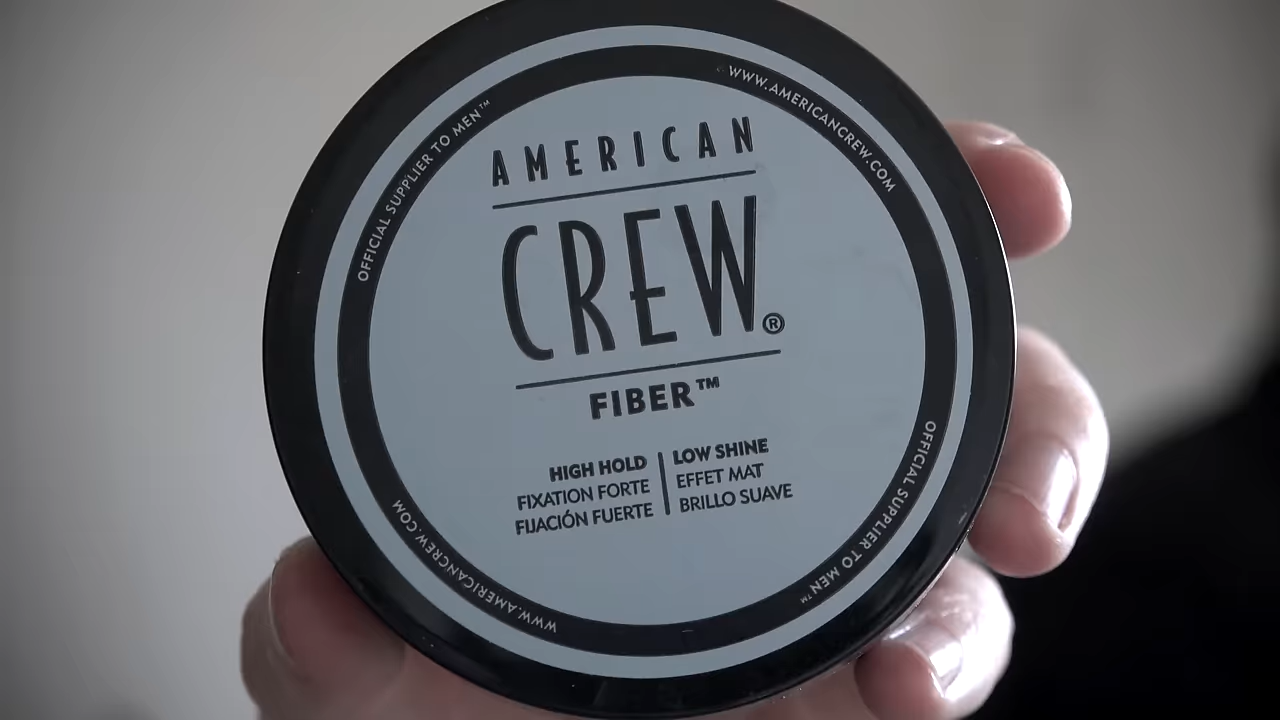 OFFICIAL SUPPLIER TO MEN™
WWW.AMERICANCREW.COM
AMERICAN
CREW®
FIBER™
HIGH HOLD
FIXATION FORTE
FIJACIÓN FUERTE
LOW SHINE
EFFET MAT
BRILLO SUAVE
WWW.AMERICANCREW.COM
OFFICIAL SUPPLIER TO MEN™